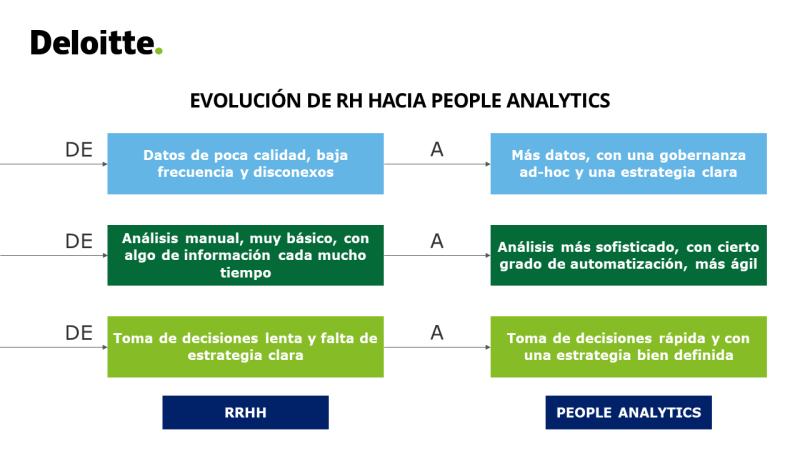 Deloitte.
EVOLUCIÓN DE RH HACIA PEOPLE ANALYTICS
DE
Datos de poca calidad, baja
frecuencia y disconexos
A
Más datos, con una gobernanza
ad-hoc y una estrategia clara
DE
Análisis manual, muy básico, con
algo de información cada mucho
tiempo
A
Análisis más sofisticado, con cierto
grado de automatización, más ágil
DE
Toma de decisiones lenta y falta de
estrategia clara
A
Toma de decisiones rápida y con
una estrategia bien definida
RRHH
PEOPLE ANALYTICS